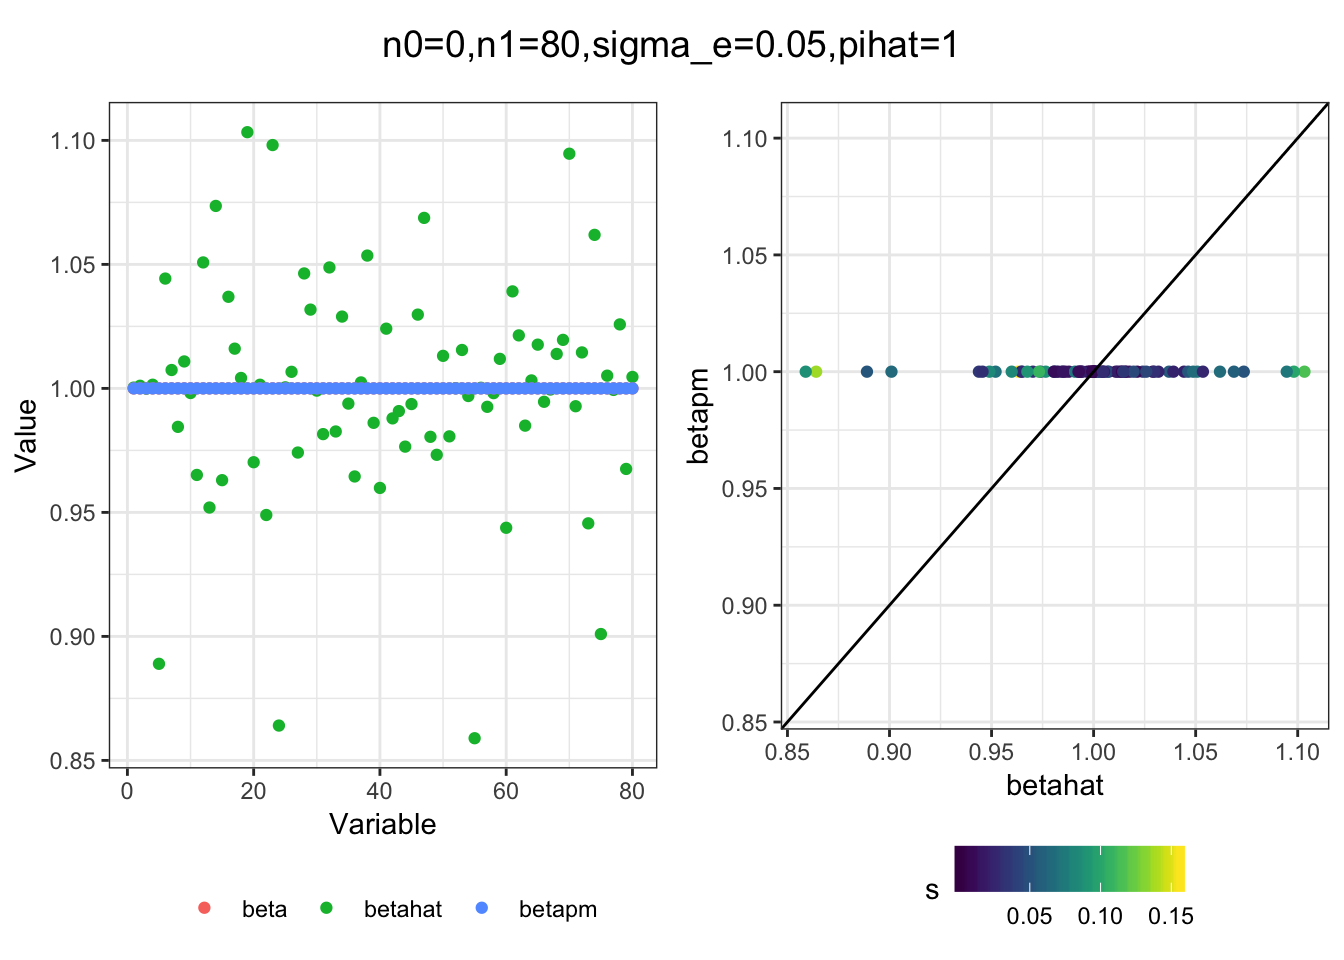 n0=0,n1=80,sigma_e=0.05,pihat=1
Value
1.10
1.05
1.00
0.95
0.90
0.85
0 20 40 60 80
Variable
beta betahat betapm
betapm
1.10
1.05
1.00
0.95
0.90
0.85
0.85 0.90 0.95 1.00 1.05 1.10
betahat
s
0.05 0.10 0.15